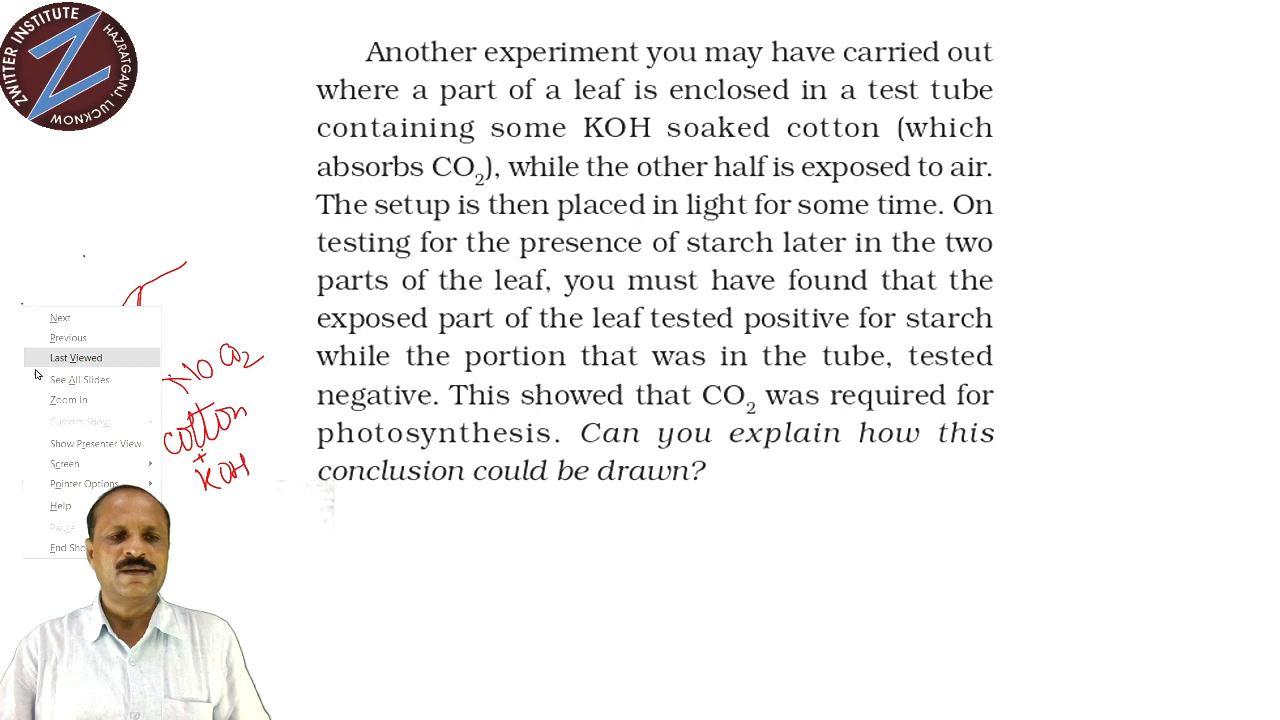 ZWITTER INSTITUTE
HAZRATGANJ, LUCKNOW
Another experiment you may have carried out
where a part of a leaf is enclosed in a test tube
containing some KOH soaked cotton (which
absorbs CO₂), while the other half is exposed to air.
The setup is then placed in light for some time. On
testing for the presence of starch later in the two
parts of the leaf, you must have found that the
exposed part of the leaf tested positive for starch
while the portion that was in the tube, tested
negative. This showed that CO₂ was required for
photosynthesis. Can you explain how this
conclusion could be drawn?
Next
Previous
Last Viewed
See All Slides
Zoom In
Custom Show
Show Presenter View
Screen
Pointer Options
Help
Pause
End Sho
No CO₂
cotton
+
KOH